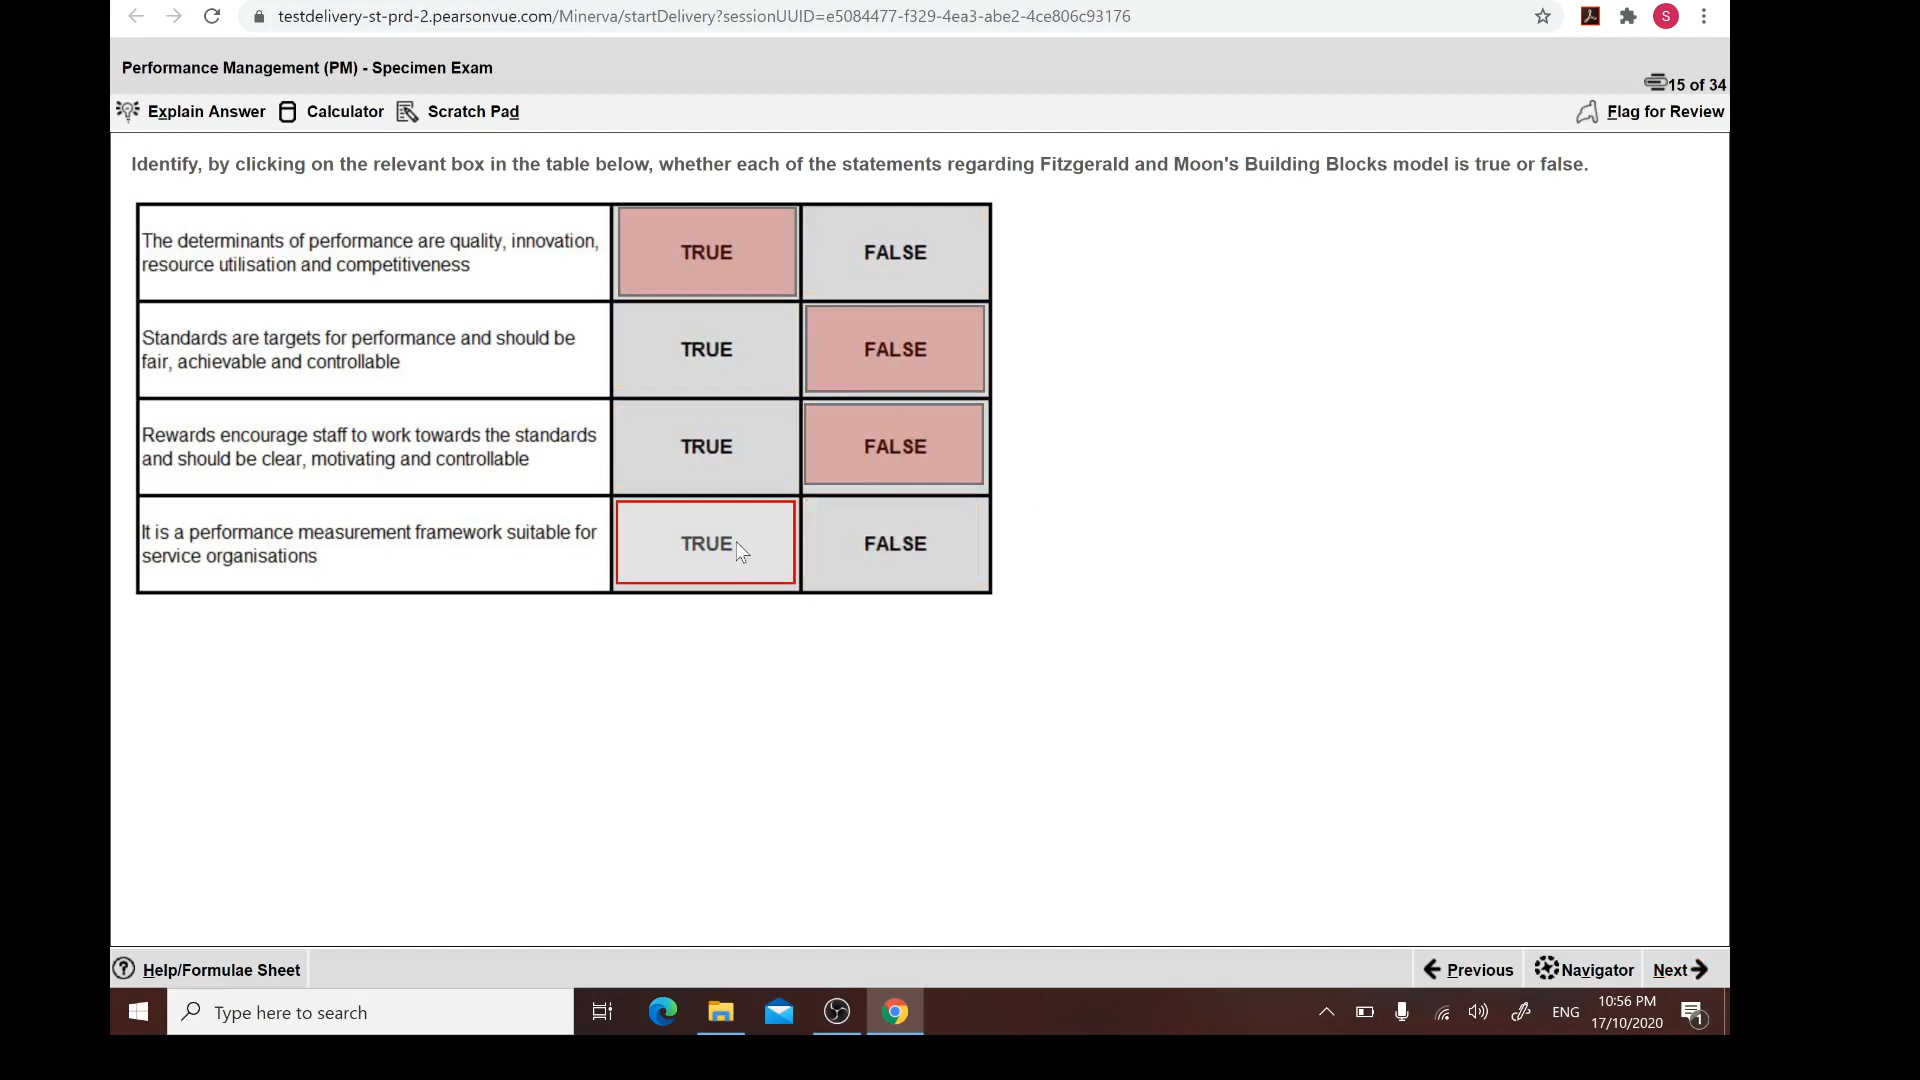 testdelivery-st-prd-2.pearsonvue.com/Minerva/startDelivery?sessionUUID=e5084477-f329-4ea3-abe2-4ce806c93176
S
Performance Management (PM) - Specimen Exam
15 of 34
Explain Answer
Calculator
Scratch Pad
Flag for Review
Identify, by clicking on the relevant box in the table below, whether each of the statements regarding Fitzgerald and Moon's Building Blocks model is true or false.
The determinants of performance are quality, innovation,
resource utilisation and competitiveness
TRUE
FALSE
Standards are targets for performance and should be
fair, achievable and controllable
TRUE
FALSE
Rewards encourage staff to work towards the standards
and should be clear, motivating and controllable
TRUE
FALSE
It is a performance measurement framework suitable for
service organisations
TRUE
FALSE
Help/Formulae Sheet
Previous
Navigator
Next
Type here to search
ENG
10:56 PM
17/10/2020
1